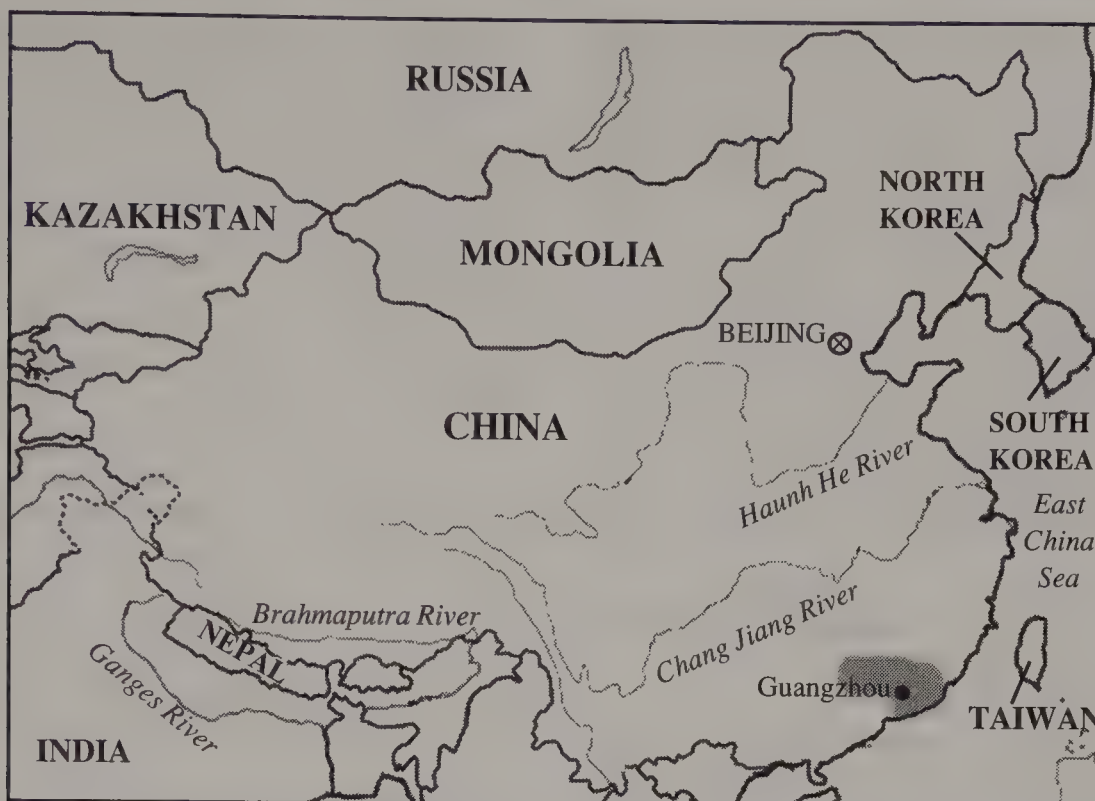 RUSSIA
KAZAKHSTAN
MONGOLIA
NORTH
KOREA
BEIJING
CHINA
SOUTH
KOREA
Haunh He River
East
China
Sea
Brahmaputra River
NEPAL
Chang Jiang River
Ganges River
Guangzhou
TAIWAN
INDIA